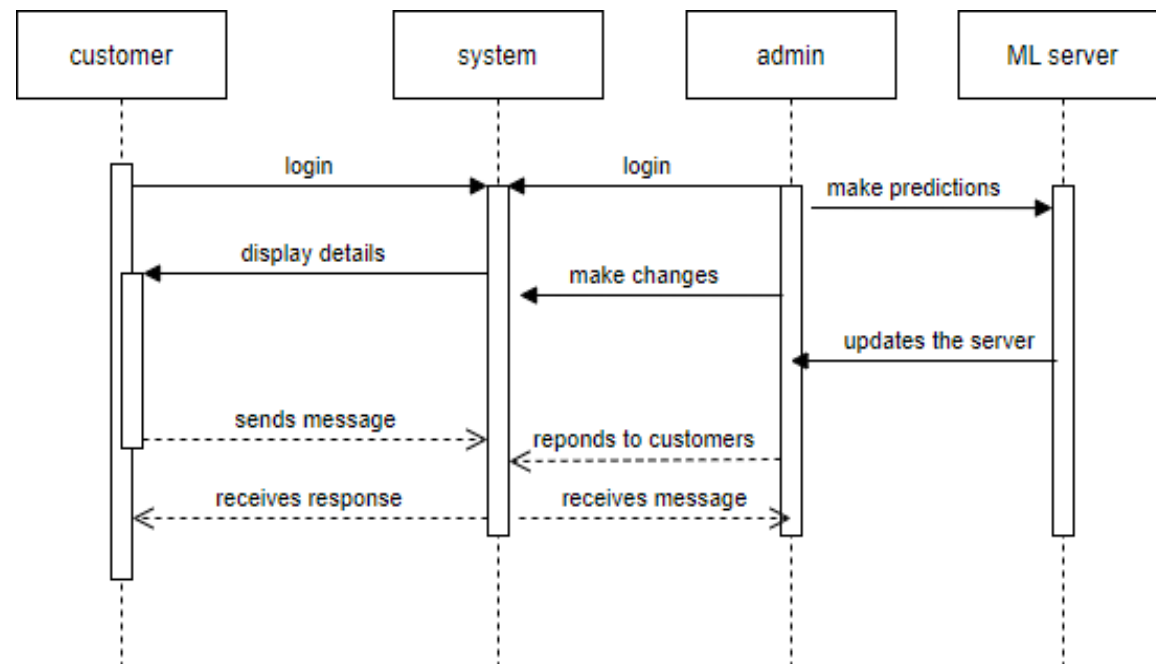 customer
system
admin
ML server
login
login
make predictions
display details
make changes
updates the server
sends message
reponds to customers
receives response
receives message